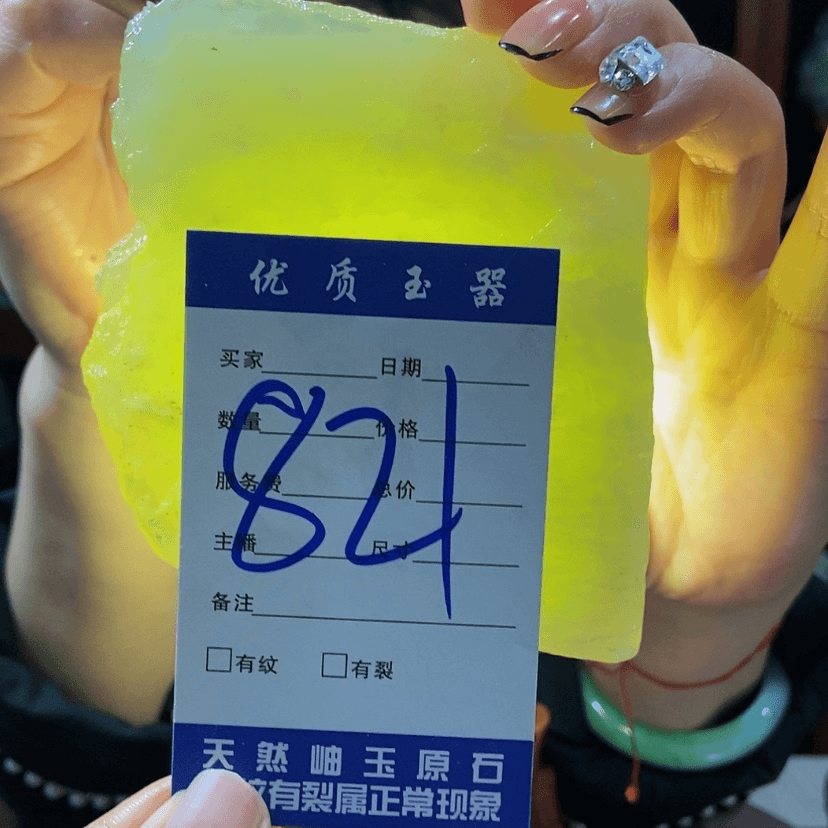 优质玉器
买家 日期
数量 价格
服务费 总价
主播 尺寸
备注
821
有纹 有裂
天然岫玉原石
有裂属正常现象